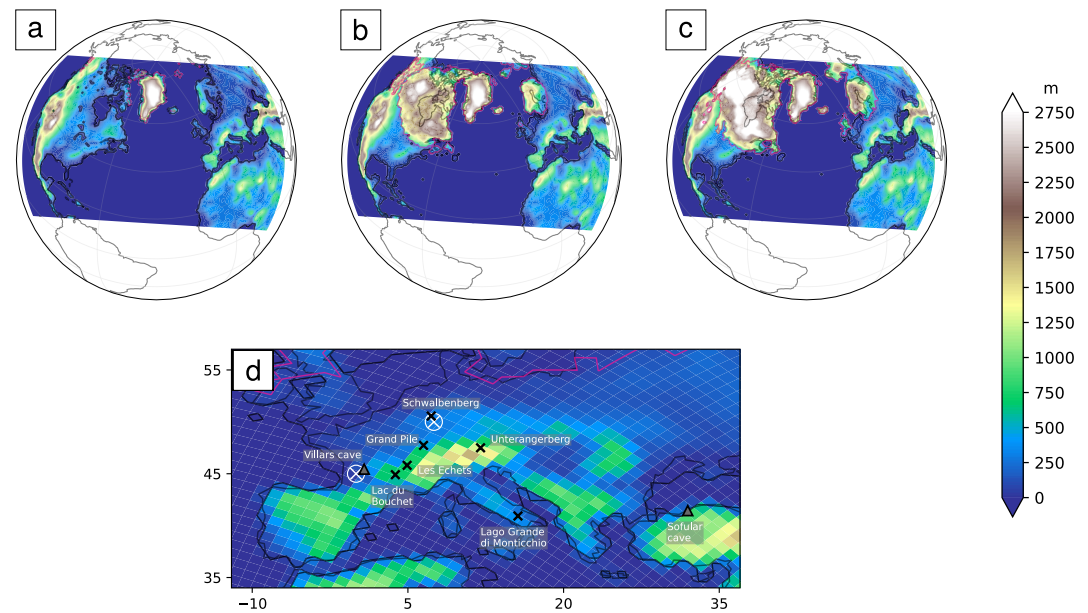 a
b
c
m
2750
2500
2250
2000
1750
1500
1250
1000
750
500
250
0
d
55
45
35
−10
5
20
35
Schwalbenberg
Grand Pile
Unterangerberg
Villars cave
Les Echets
Lac du
Bouchet
Lago Grande
di Monticchio
Sofular
cave